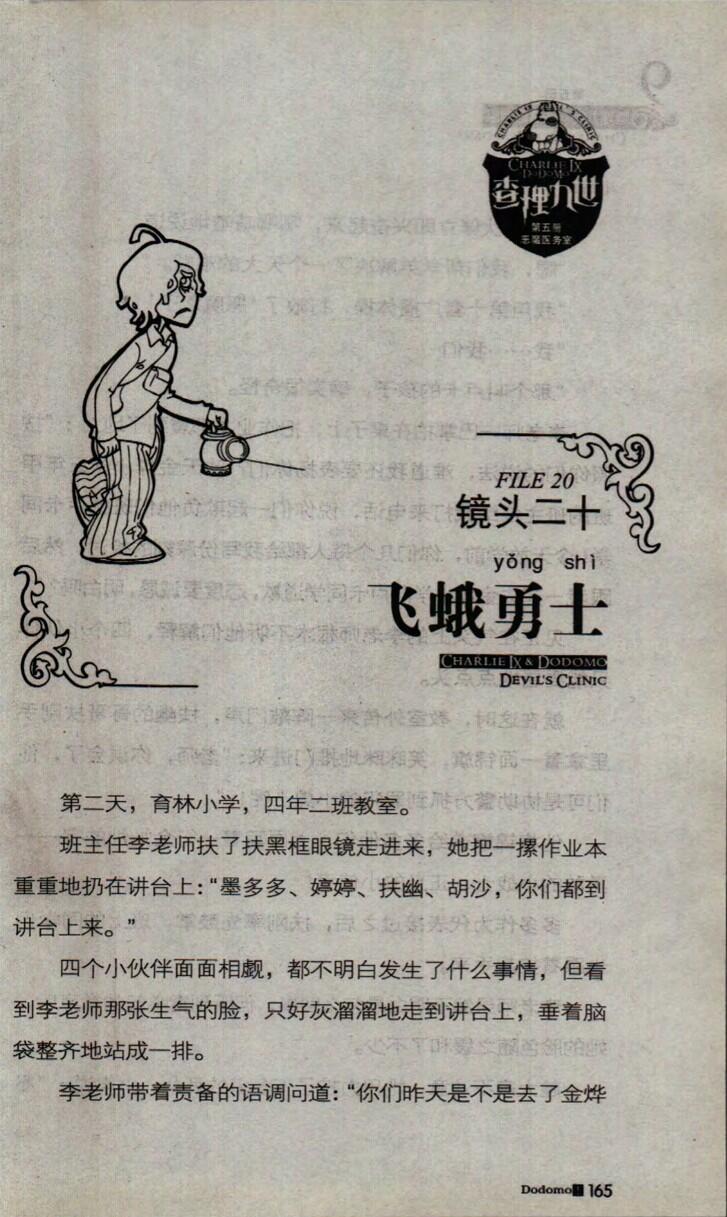 CHARLIE IX
DODOMO
查理九世
第五册
恶魔医务室
FILE 20
镜头二十
yǒng shì
飞蛾勇士
CHARLIE IX & DODOMO
DEVIL'S CLINIC
第二天，育林小学，四年二班教室。
班主任李老师扶了扶黑框眼镜走进来，她把一摞作业本
重重地扔在讲台上：“墨多多、婷婷、扶幽、胡沙，你们都到
讲台上来。”
四个小伙伴面面相觑，都不明白发生了什么事情，但看
到李老师那张生气的脸，只好灰溜溜地走到讲台上，垂着脑
袋整齐地站成一排。
李老师带着责备的语调问道：“你们昨天是不是去了金烨
Dodomo 165